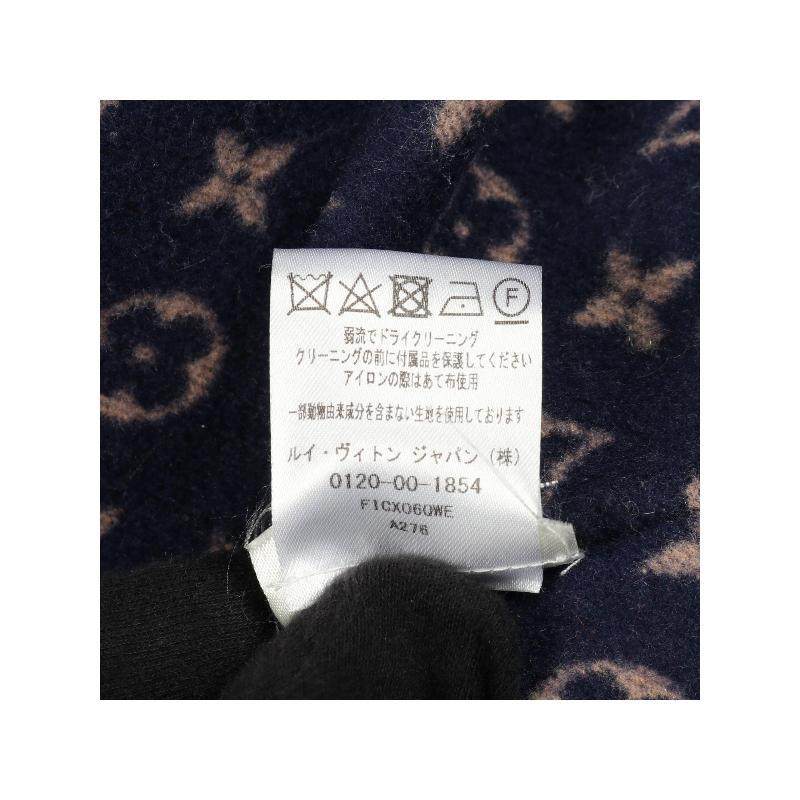 F
弱流でドライクリーニング
クリーニングの前に付属品を保護してください
アイロンの際はあて布使用
一部動物由来成分を含まない生地を使用しております
ルイ・ヴィトン ジャパン（株）
0120-00-1854
FICX06QWE
A276